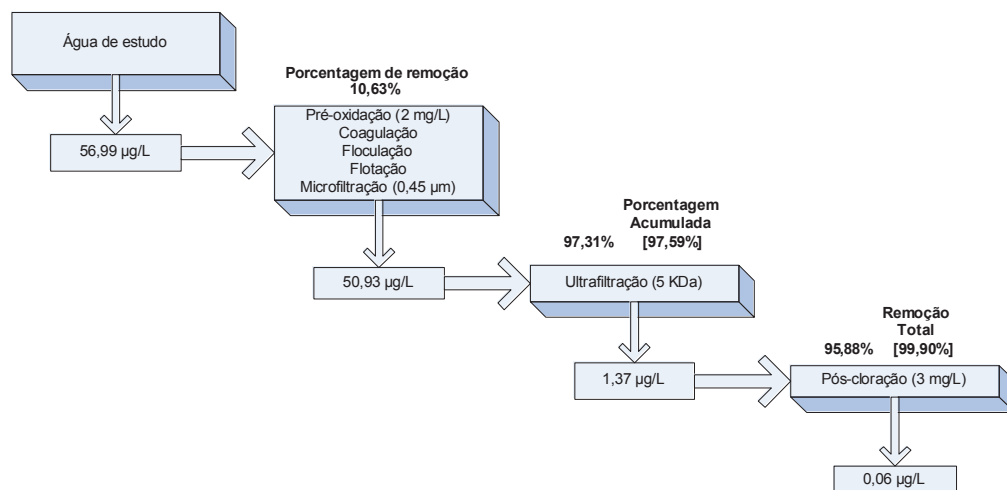 Água de estudo
56,99 µg/L
Porcentagem de remoção
10,63%
Pré-oxidação (2 mg/L)
Coagulação
Floculação
Flotação
Microfiltração (0,45 µm)
50,93 µg/L
Porcentagem
Acumulada
97,31% [97,59%]
Ultrafiltração (5 KDa)
1,37 µg/L
Remoção
Total
95,88% [99,90%]
Pós-cloração (3 mg/L)
0,06 µg/L